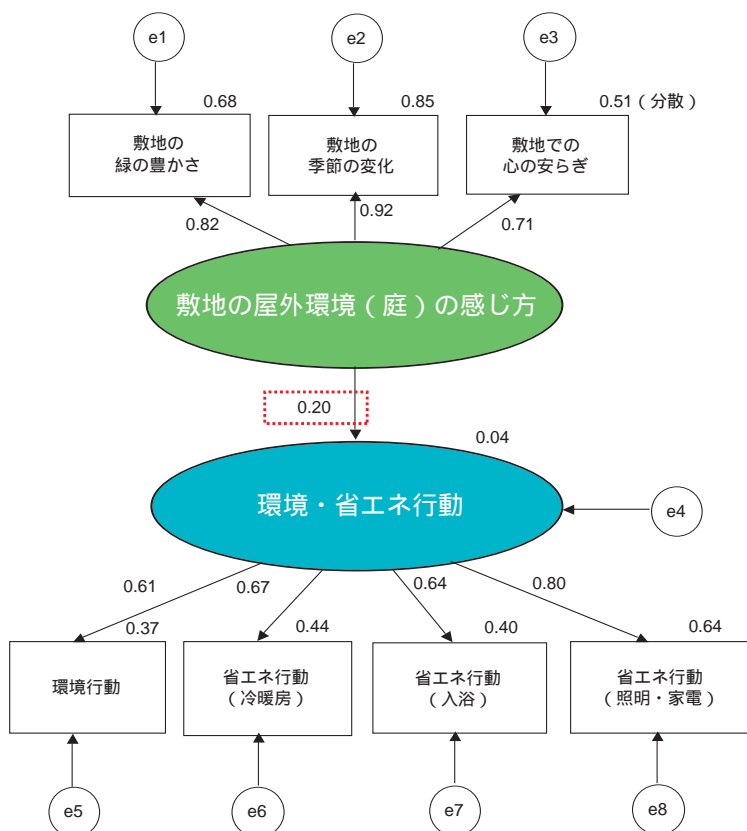 e1
e2
e3
0.68
0.85
0.51(分散)
敷地の
緑の豊かさ
敷地の
季節の変化
敷地での
心の安らぎ
0.82
0.92
0.71
敷地の屋外環境(庭)の感じ方
0.20
0.04
環境・省エネ行動
e4
0.61
0.67
0.64
0.80
0.37
0.44
0.40
0.64
環境行動
省エネ行動
(冷暖房)
省エネ行動
(入浴)
省エネ行動
(照明・家電)
e5
e6
e7
e8